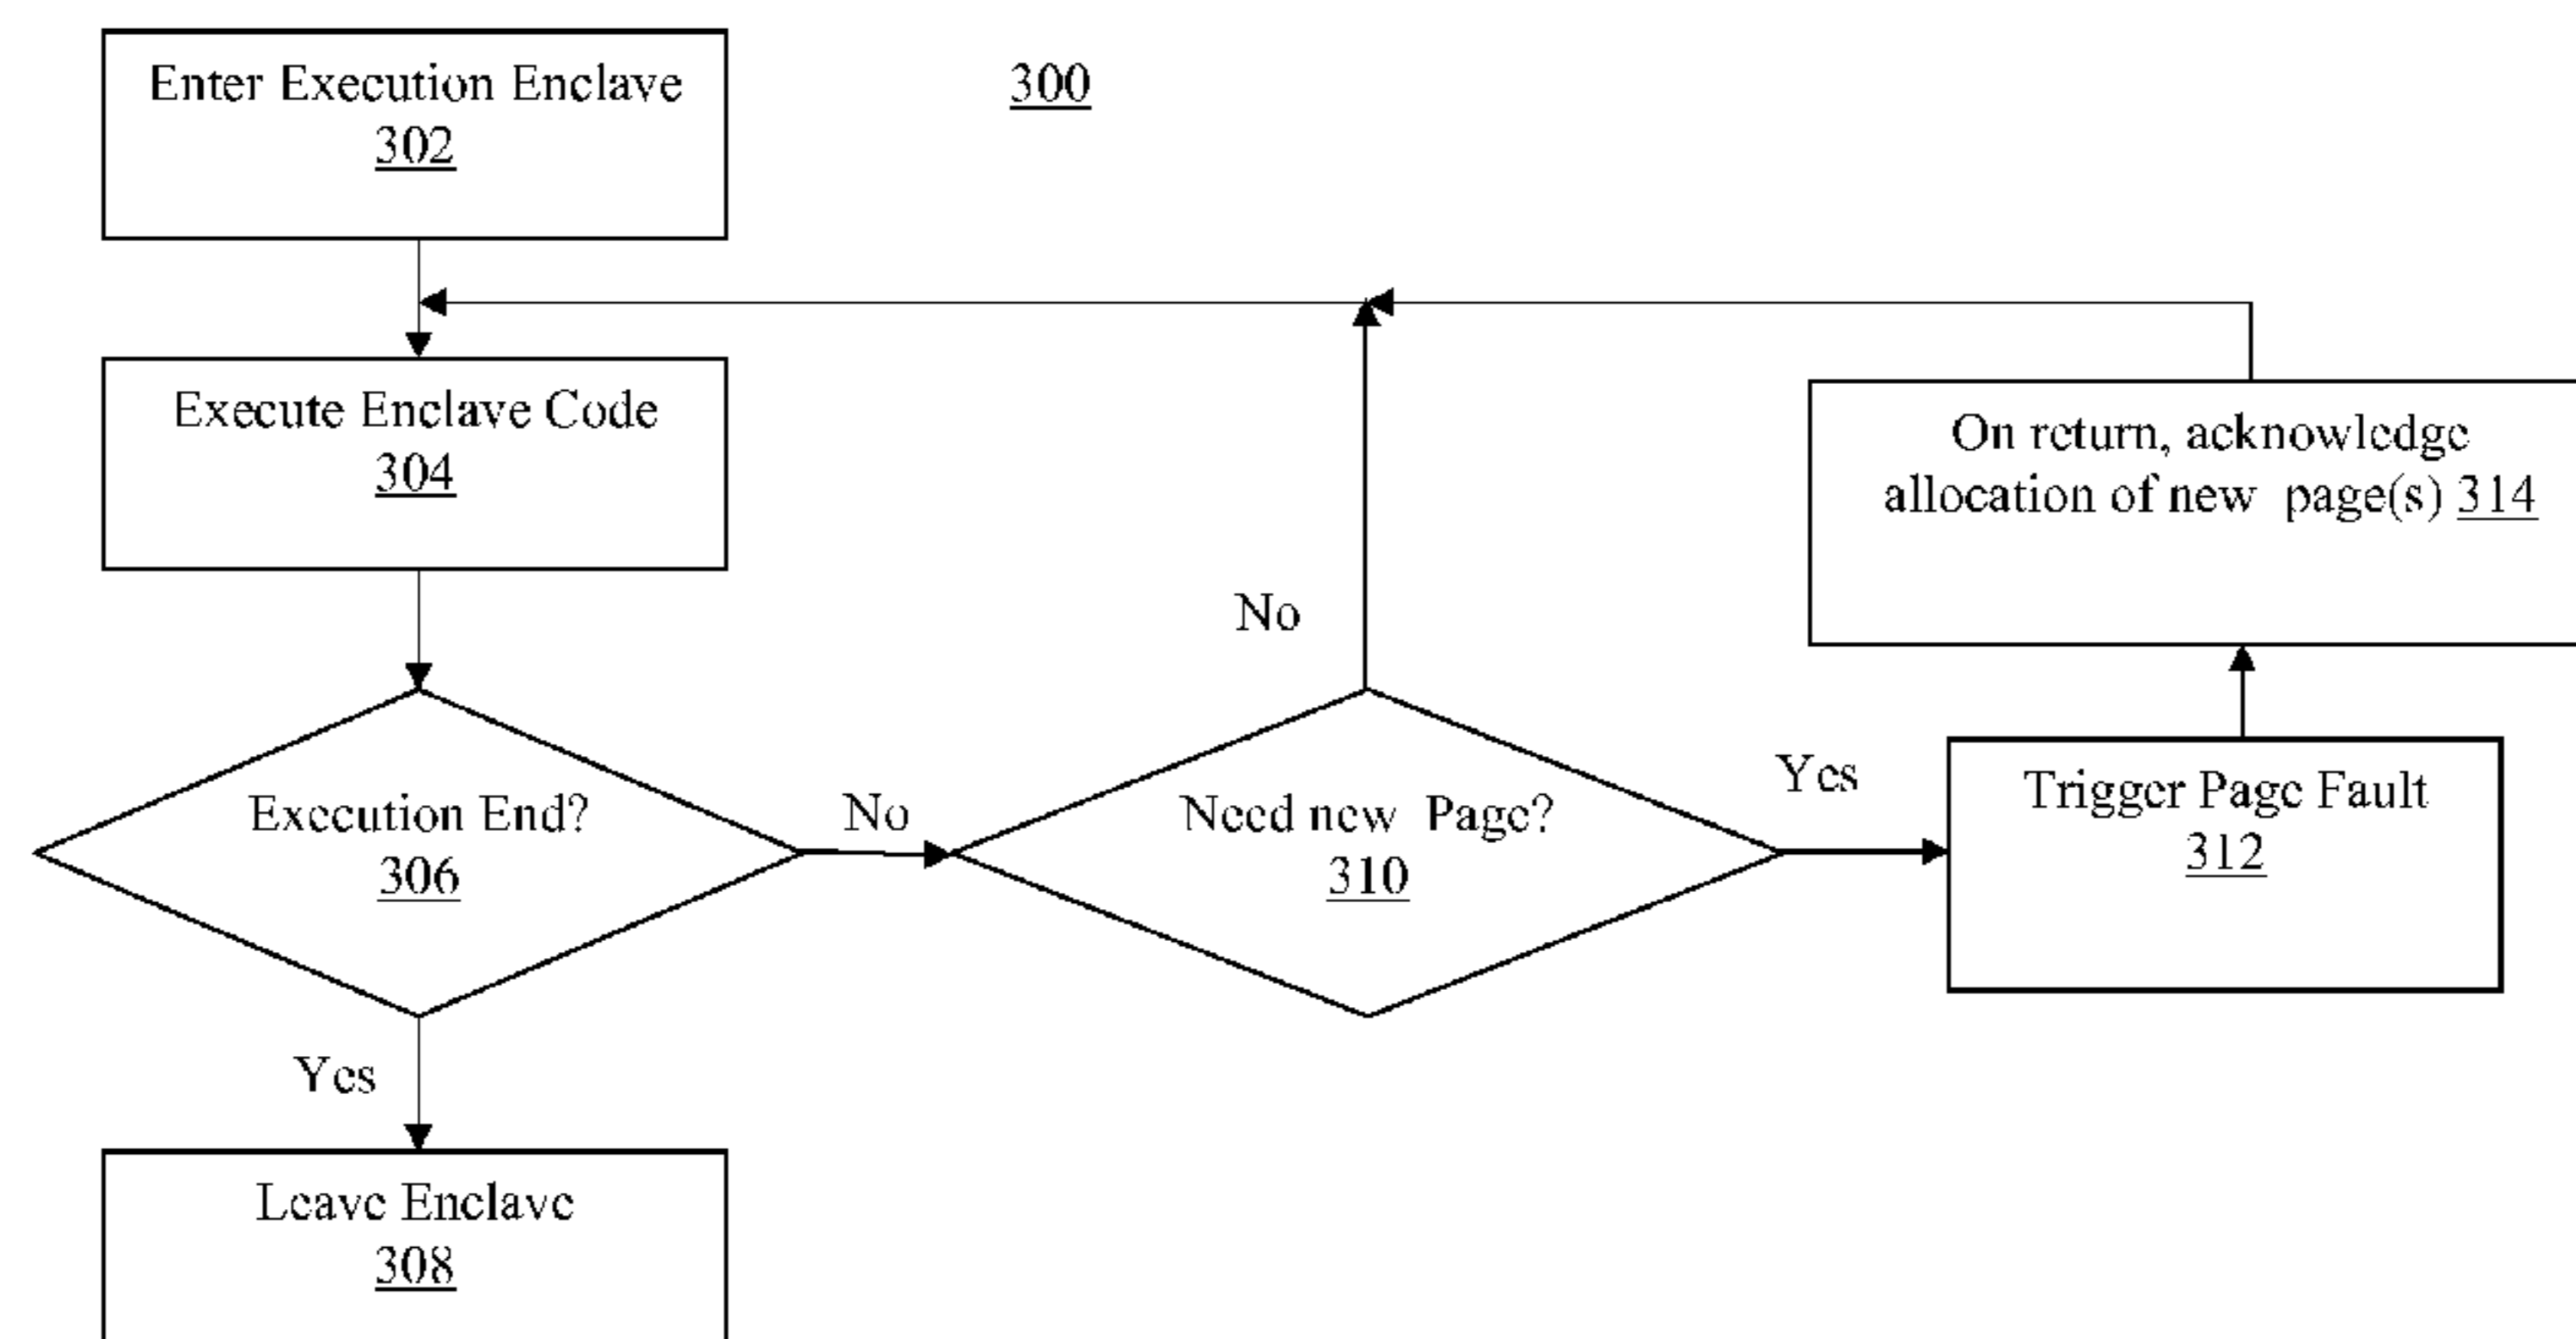 Enter Execution Enclave
302
300
Execute Enclave Code
304
On return, acknowledge
allocation of new page(s) 314
No
Execution End?
306
No
Need new Page?
310
Yes
Trigger Page Fault
312
Yes
Leave Enclave
308